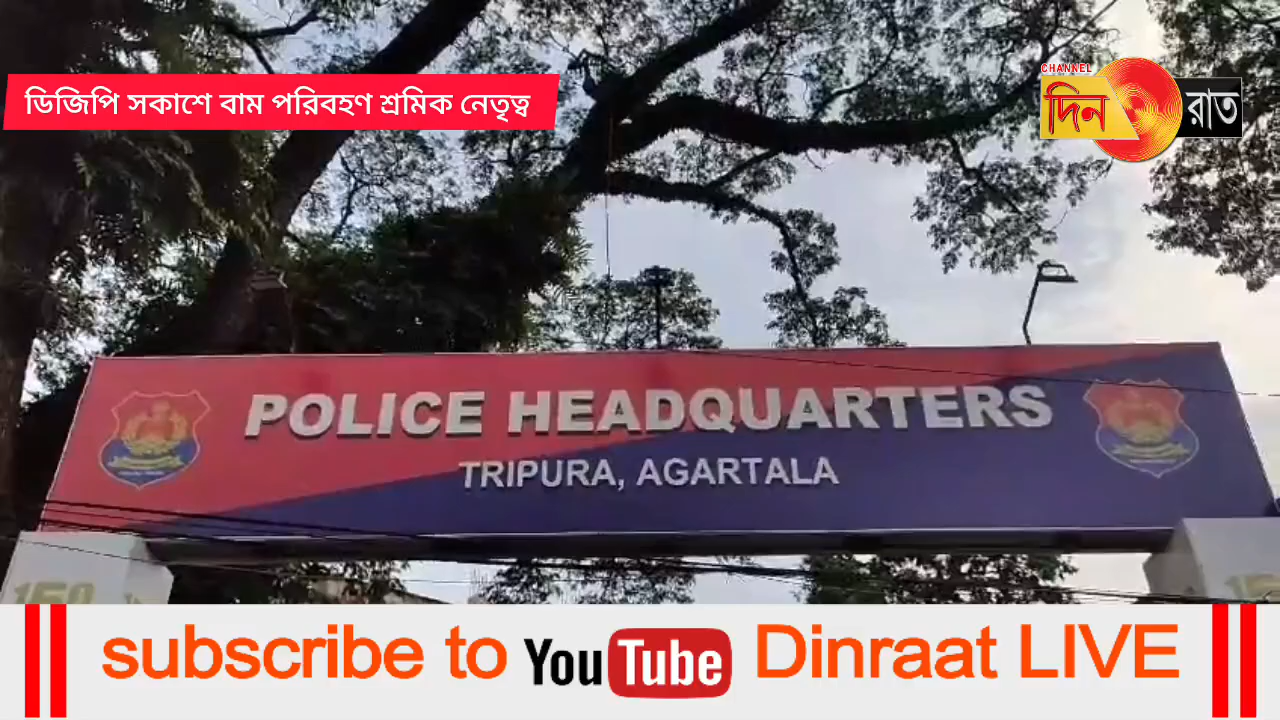 ডিজিপি সকাশে বাম পরিবহণ শ্রমিক নেতৃত্ব
CHANNEL
দিন রাত
POLICE HEADQUARTERS
TRIPURA, AGARTALA
subscribe to YouTube Dinraat LIVE